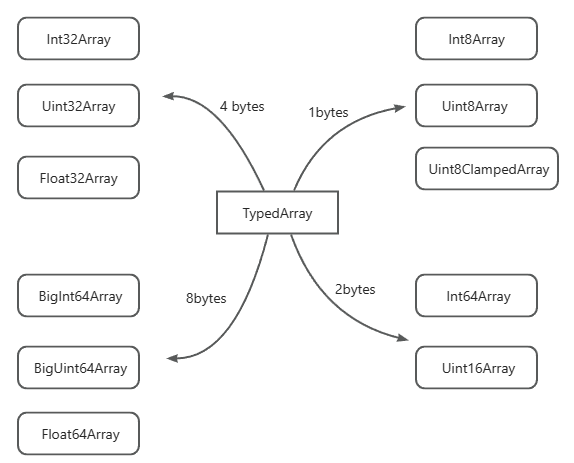 Int32Array
Int8Array
Uint32Array
4 bytes
1bytes
Uint8Array
Float32Array
Uint8ClampedArray
TypedArray
BigInt64Array
8bytes
2bytes
Int64Array
BigUint64Array
Uint16Array
Float64Array